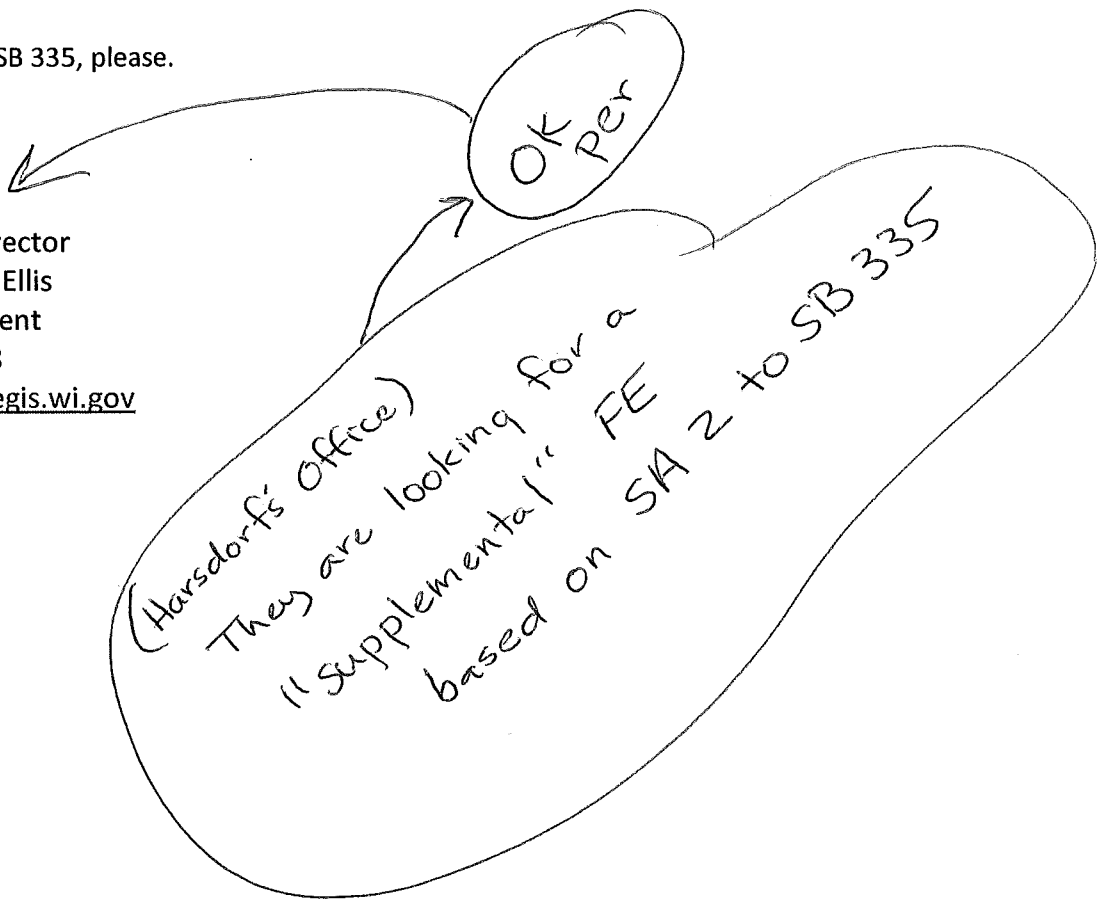 SB 335, please.
OK
per
rector
Ellis
ent
egis.wi.gov
(Harsdorf's Office)
They are looking for a
"supplemental" FE
based on SA 2 to SB 335